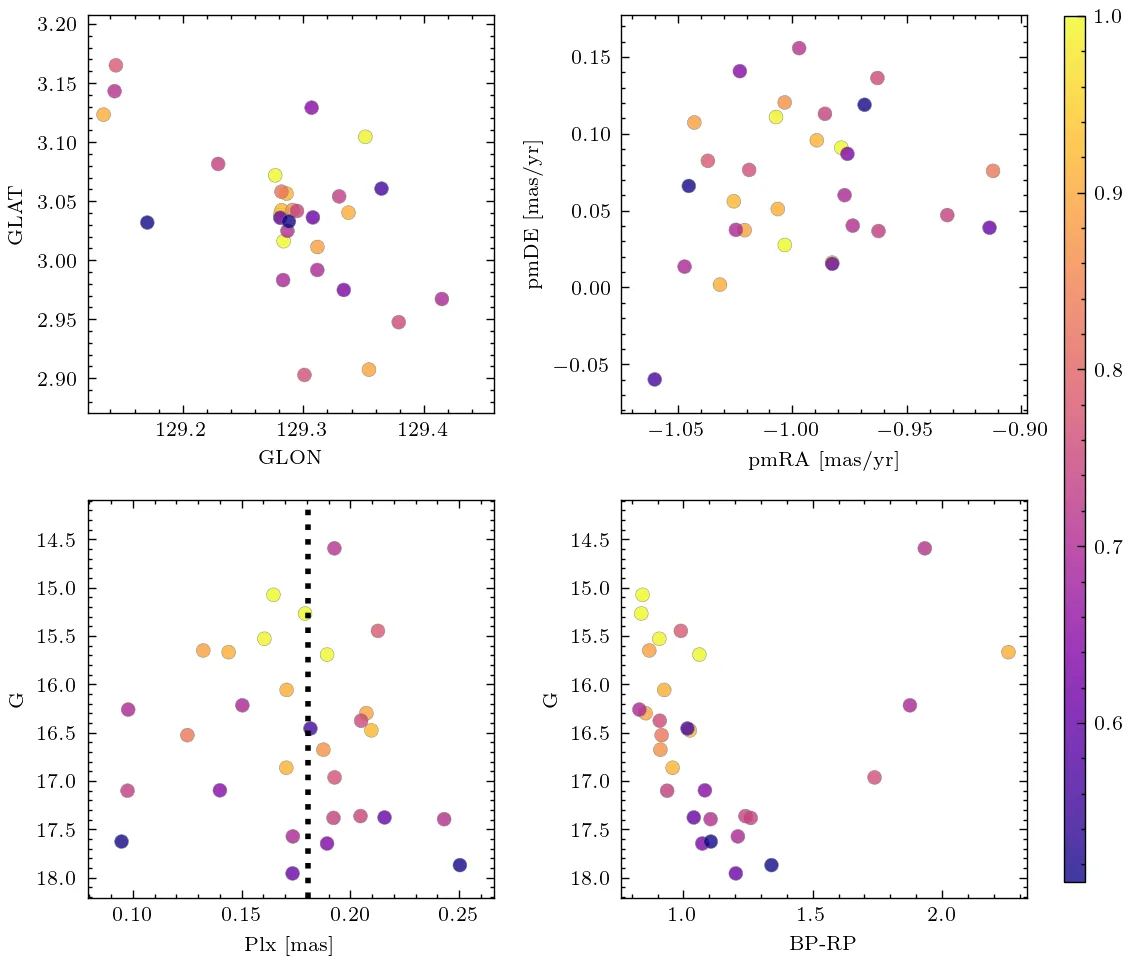 3.20
3.15
3.10
3.05
3.00
2.95
2.90
GLAT
129.2 129.3 129.4
GLON
0.15
0.10
0.05
0.00
−0.05
pmDE [mas/yr]
−1.05 −1.00 −0.95 −0.90
pmRA [mas/yr]
14.5
15.0
15.5
16.0
16.5
17.0
17.5
18.0
G
0.10 0.15 0.20 0.25
Plx [mas]
14.5
15.0
15.5
16.0
16.5
17.0
17.5
18.0
G
1.0 1.5 2.0
BP-RP
1.0
0.9
0.8
0.7
0.6